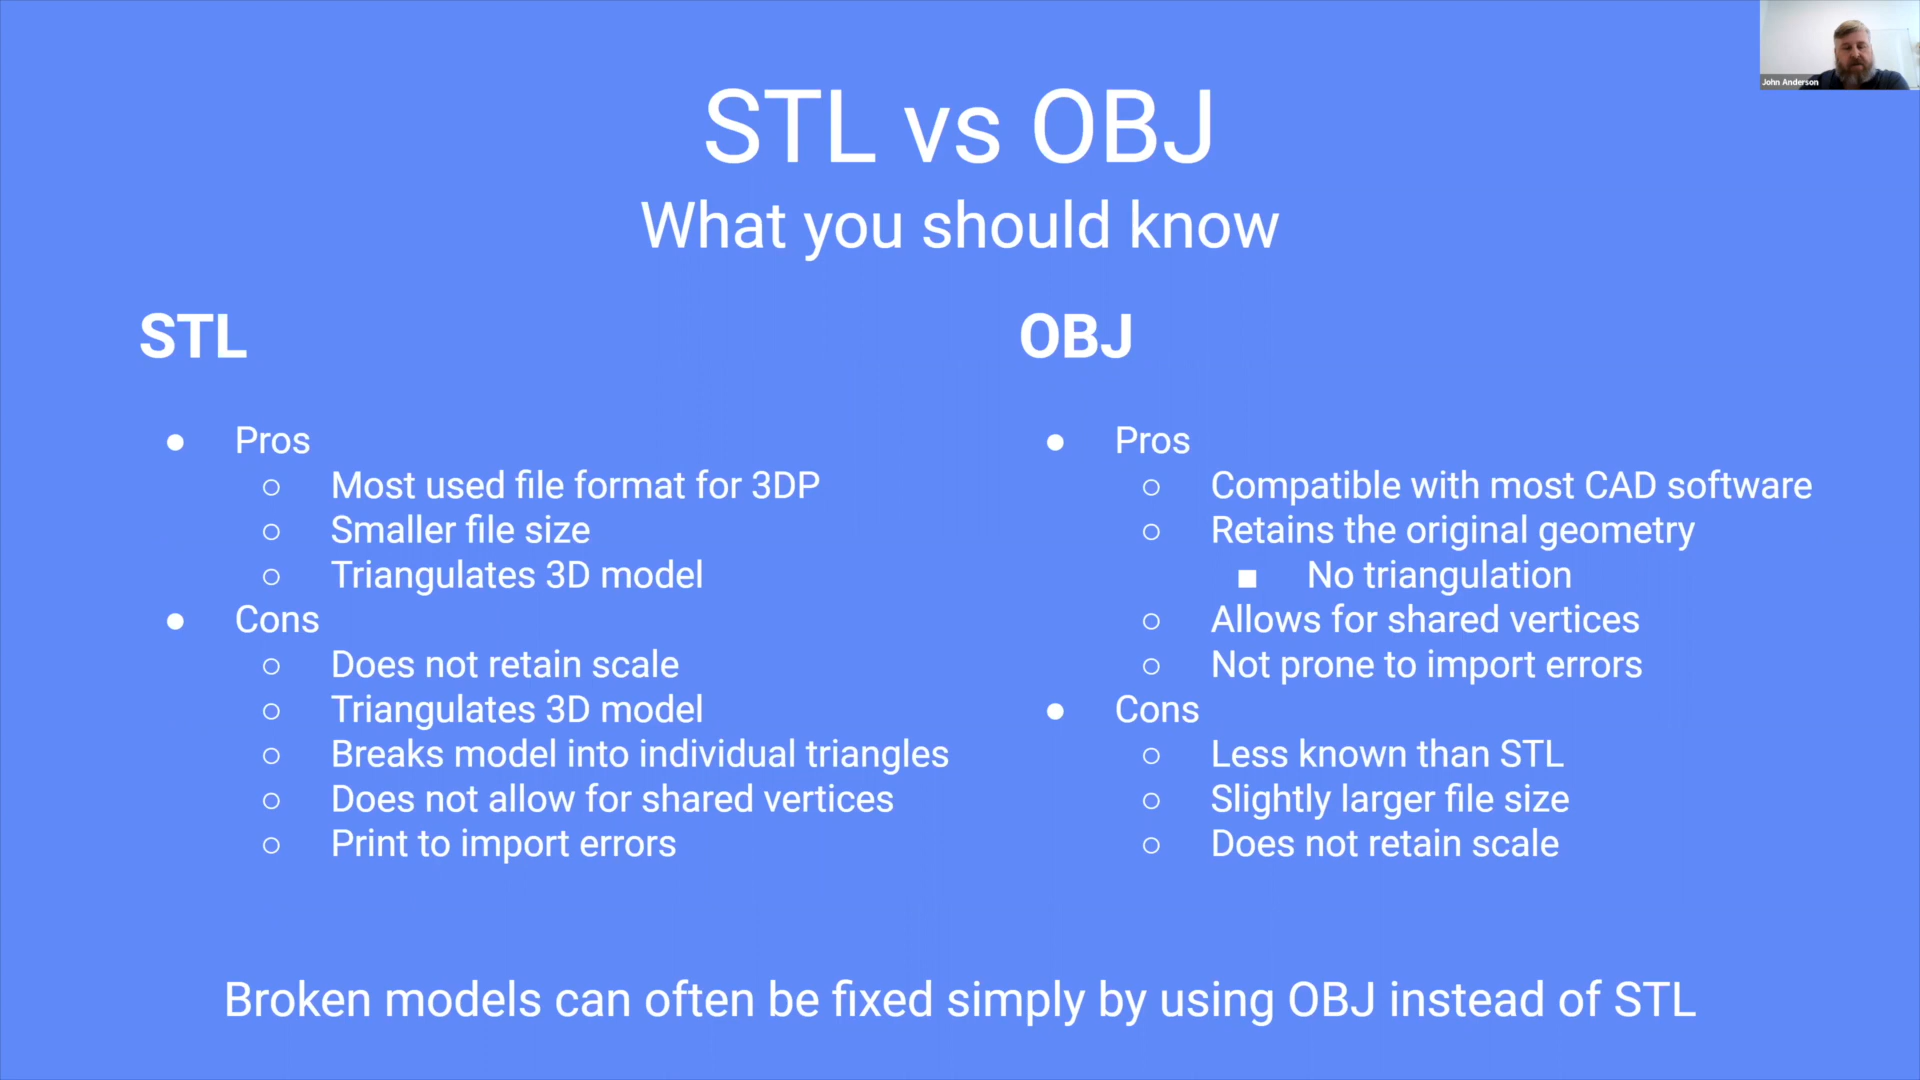 John Anderson
STL vs OBJ
What you should know
STL
● Pros
○ Most used file format for 3DP
○ Smaller file size
○ Triangulates 3D model
● Cons
○ Does not retain scale
○ Triangulates 3D model
○ Breaks model into individual triangles
○ Does not allow for shared vertices
○ Print to import errors
OBJ
● Pros
○ Compatible with most CAD software
○ Retains the original geometry
■ No triangulation
○ Allows for shared vertices
○ Not prone to import errors
● Cons
○ Less known than STL
○ Slightly larger file size
○ Does not retain scale
Broken models can often be fixed simply by using OBJ instead of STL